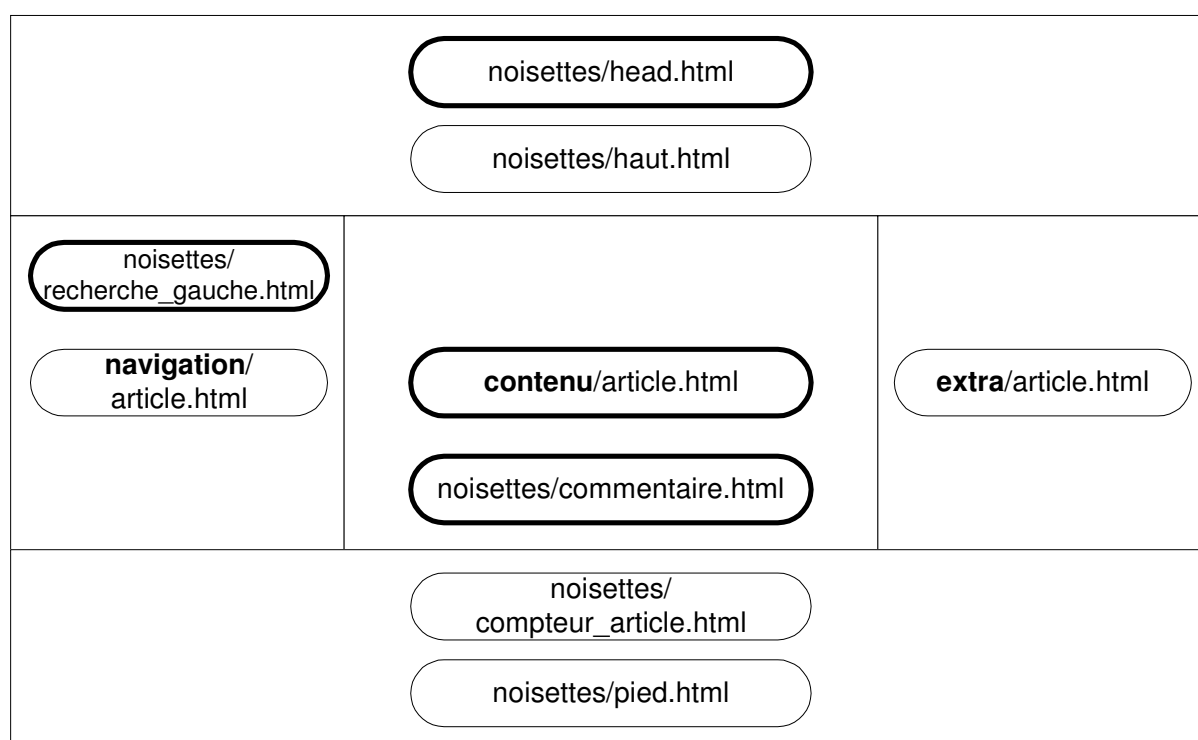 noisettes/head.html
noisettes/haut.html
noisettes/
recherche_gauche.html
navigation/
article.html
contenu/article.html
noisettes/commentaire.html
extra/article.html
noisettes/
compteur_article.html
noisettes/pied.html